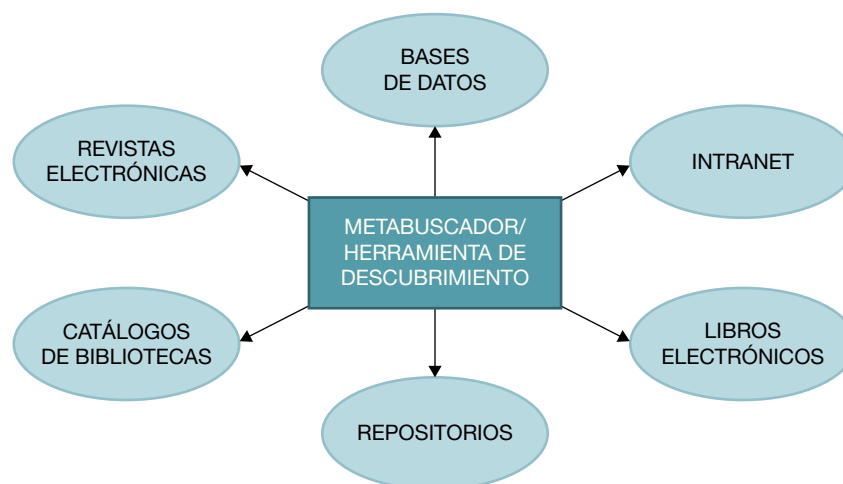 BASES
DE DATOS
REVISTAS
ELECTRÓNICAS
INTRANET
METABUSCADOR/
HERRAMIENTA DE
DESCUBRIMIENTO
CATÁLOGOS
DE BIBLIOTECAS
LIBROS
ELECTRÓNICOS
REPOSITORIOS